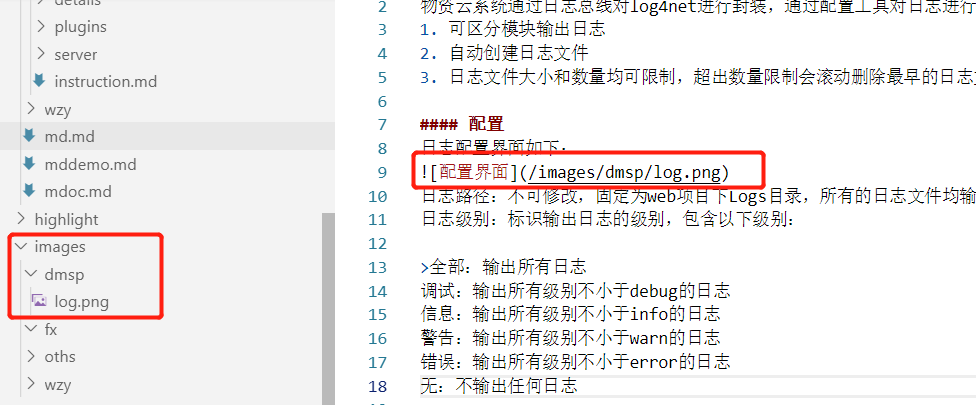 details
plugins
server
instruction.md
wzy
md.md
mddemo.md
mdoc.md
highlight
images
dmsp
log.png
fx
oths
wzy
2 物资云系统通过日志总线对log4net进行封装，通过配置工具对日志进行
3 1. 可区分模块输出日志
4 2. 自动创建日志文件
5 3. 日志文件大小和数量均可限制，超出数量限制会滚动删除最早的日志文
6
7 #### 配置
8 日志配置界面如下：
9 ![配置界面](/images/dmsp/log.png)
10 日志路径：不可修改，固定为web项目下Logs目录，所有的日志文件均输
11 日志级别：标识输出日志的级别，包含以下级别：
12
13 >全部：输出所有日志
14 调试：输出所有级别不小于debug的日志
15 信息：输出所有级别不小于info的日志
16 警告：输出所有级别不小于warn的日志
17 错误：输出所有级别不小于error的日志
18 无：不输出任何日志